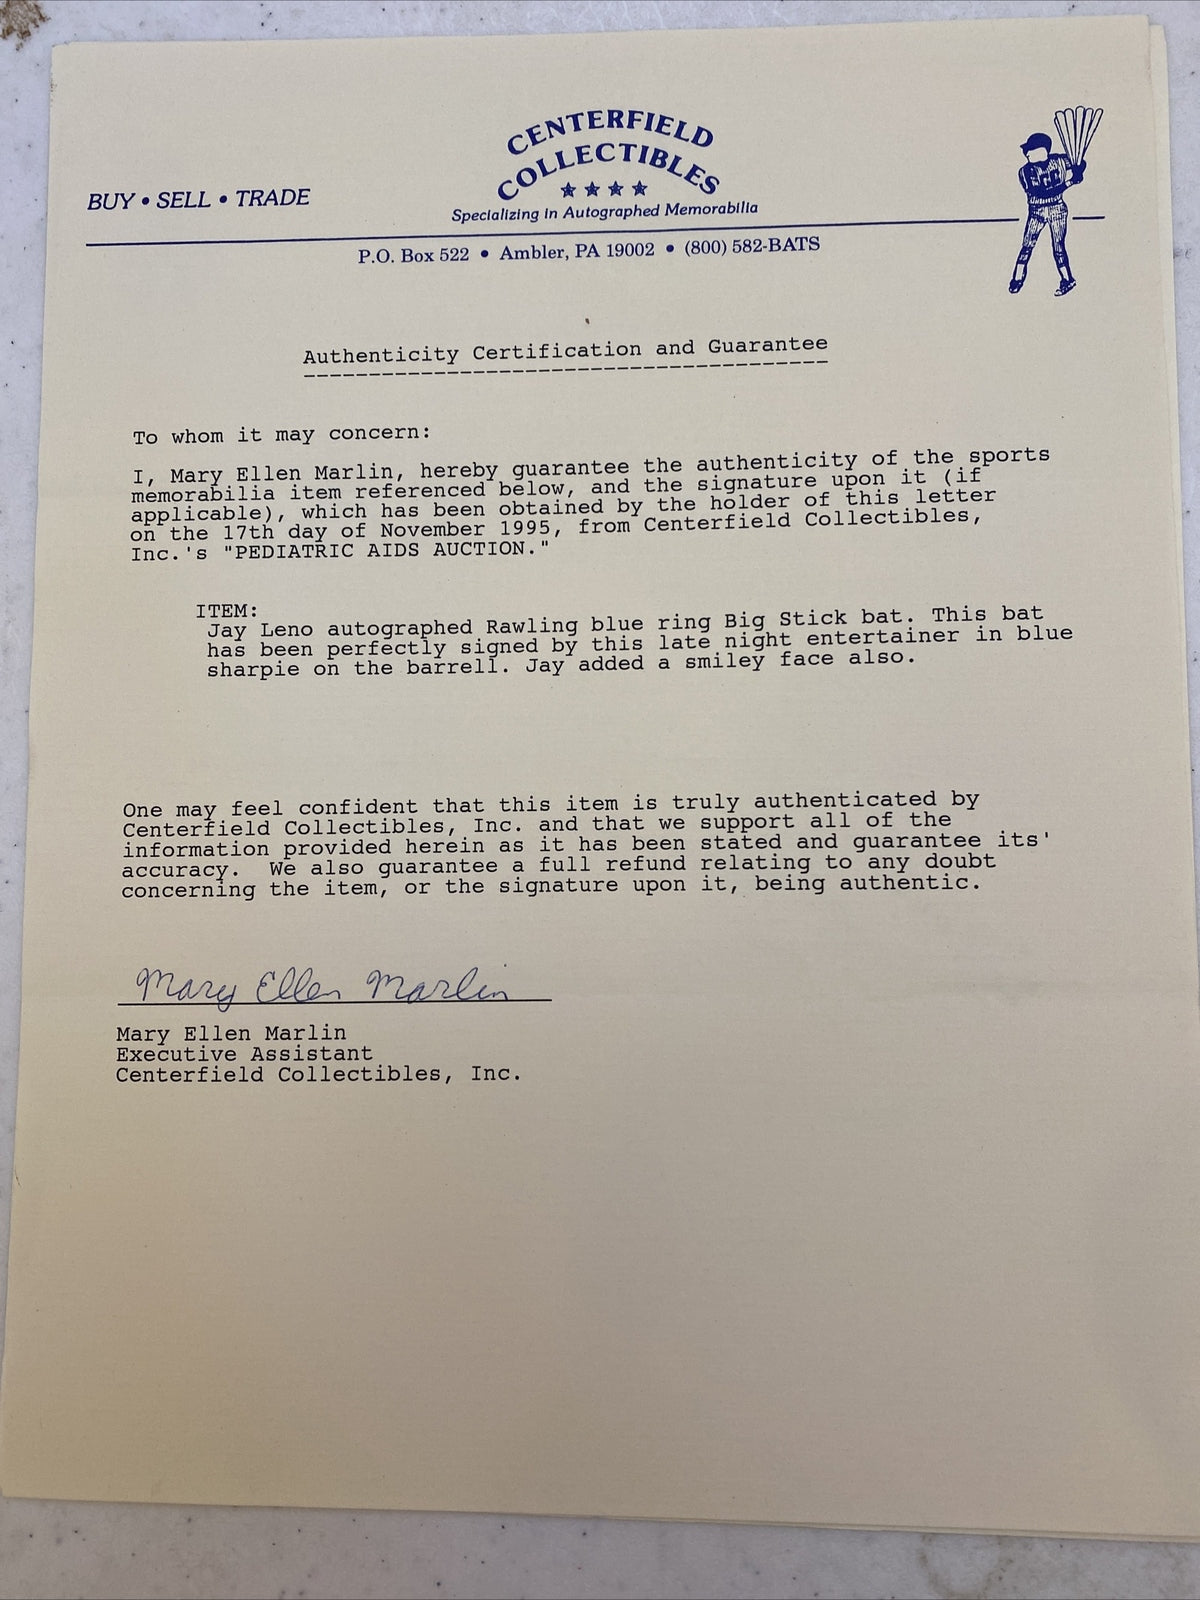 CENTERFIELD
COLLECTIBLES
BUY • SELL • TRADE
Specializing in Autographed Memorabilia
P.O. Box 522 • Ambler, PA 19002 • (800) 582-BATS
Authenticity Certification and Guarantee
To whom it may concern:
I, Mary Ellen Marlin, hereby guarantee the authenticity of the sports
memorabilia item referenced below, and the signature upon it (if
applicable), which has been obtained by the holder of this letter
on the 17th day of November 1995, from Centerfield Collectibles,
Inc.'s "PEDIATRIC AIDS AUCTION."
ITEM:
Jay Leno autographed Rawling blue ring Big Stick bat. This bat
has been perfectly signed by this late night entertainer in blue
sharpie on the barrell. Jay added a smiley face also.
One may feel confident that this item is truly authenticated by
Centerfield Collectibles, Inc. and that we support all of the
information provided herein as it has been stated and guarantee its'
accuracy.  We also guarantee a full refund relating to any doubt
concerning the item, or the signature upon it, being authentic.
Mary Ellen Marlin
Mary Ellen Marlin
Executive Assistant
Centerfield Collectibles, Inc.